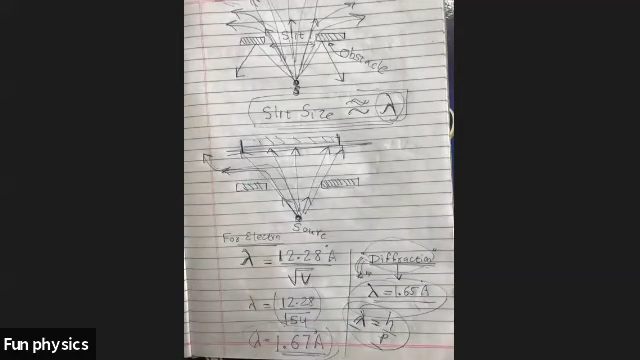 Slit
Obstacle
S
Slit Size ≈ λ
Source
For Electron
λ = 12.28 Å
√V
λ = 12.28
√54
λ = 1.67 Å
"Diffraction"
λ = 1.65 Å
λ = h
p
Fun physics